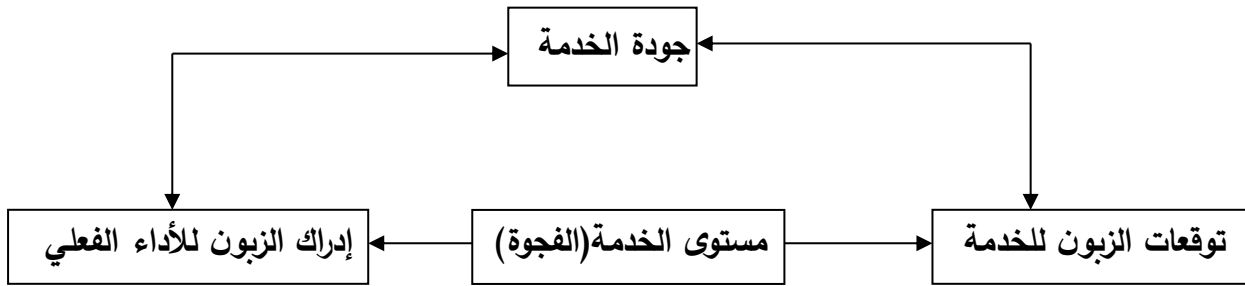 جودة الخدمة
توقعات الزبون للخدمة
مستوى الخدمة(الفجوة)
إدراك الزبون للأداء الفعلي